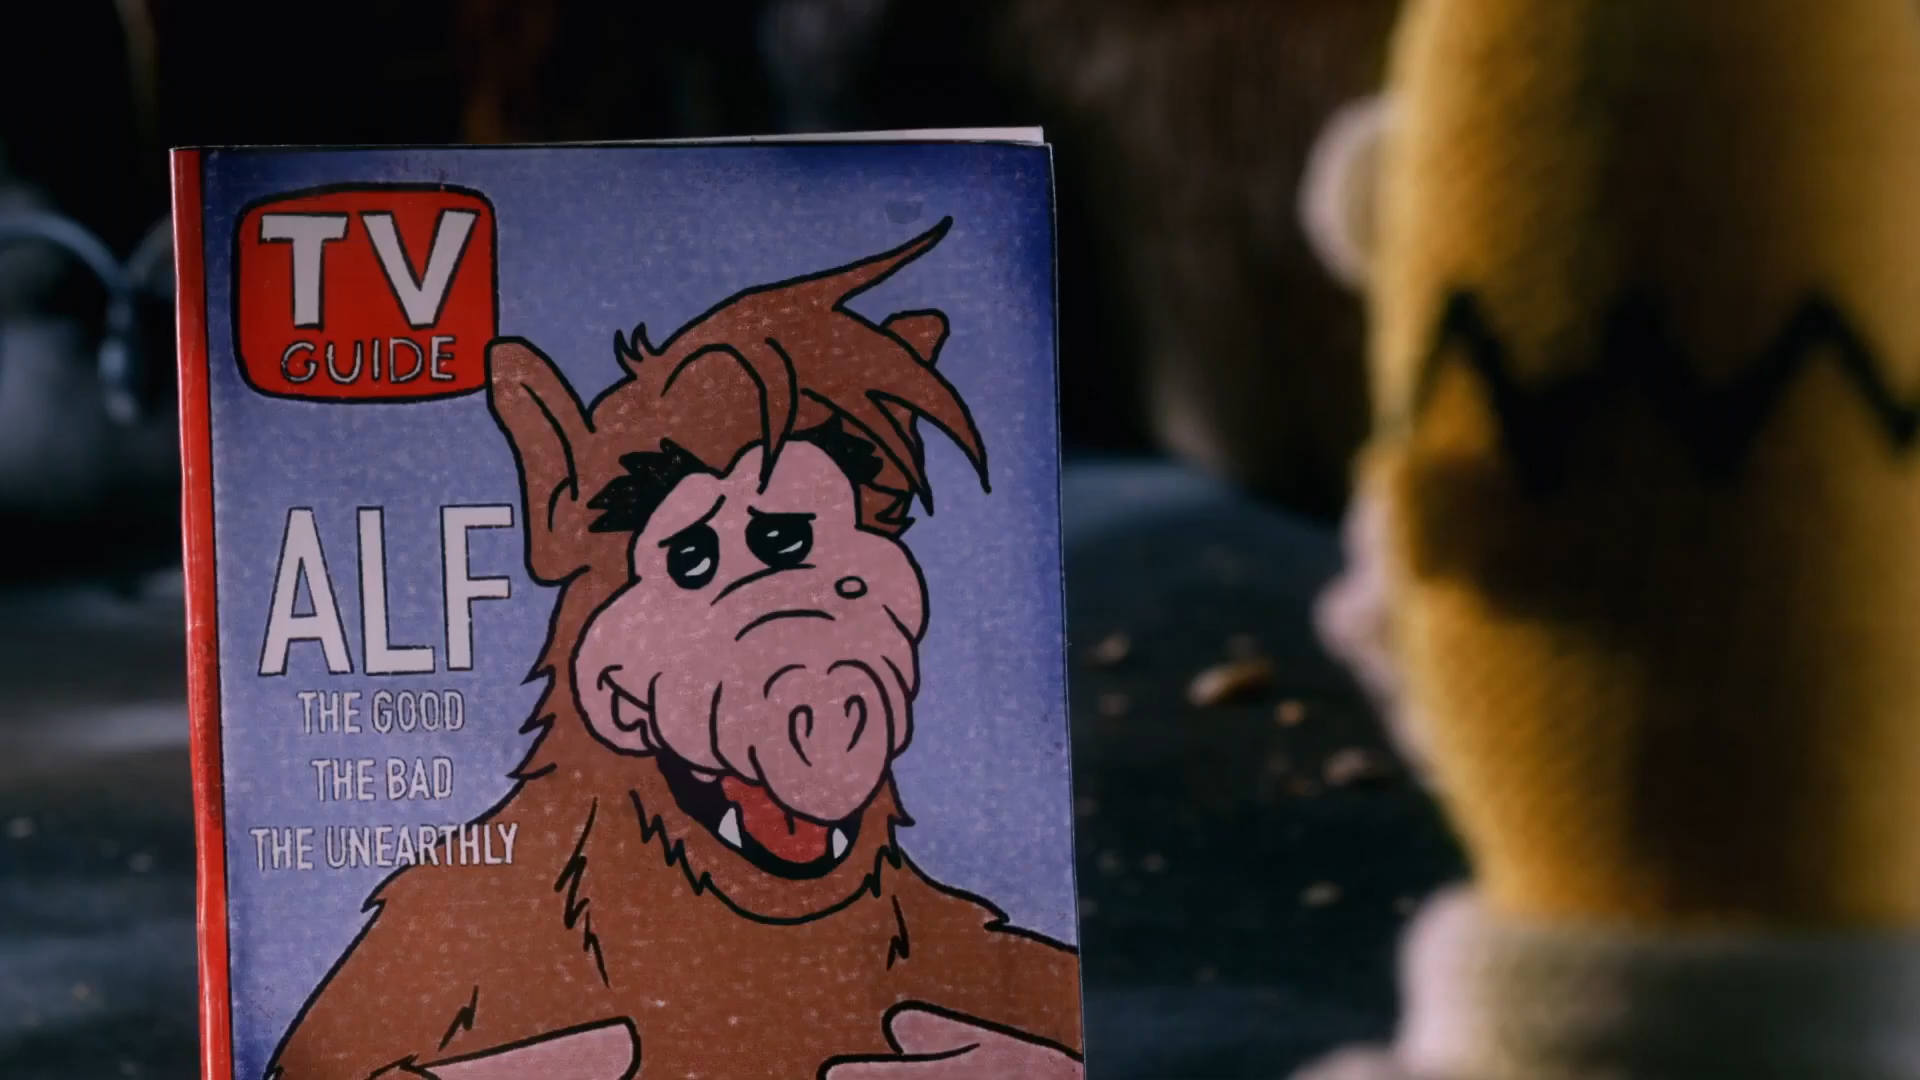 TV
GUIDE
ALF
THE GOOD
THE BAD
THE UNEARTHLY